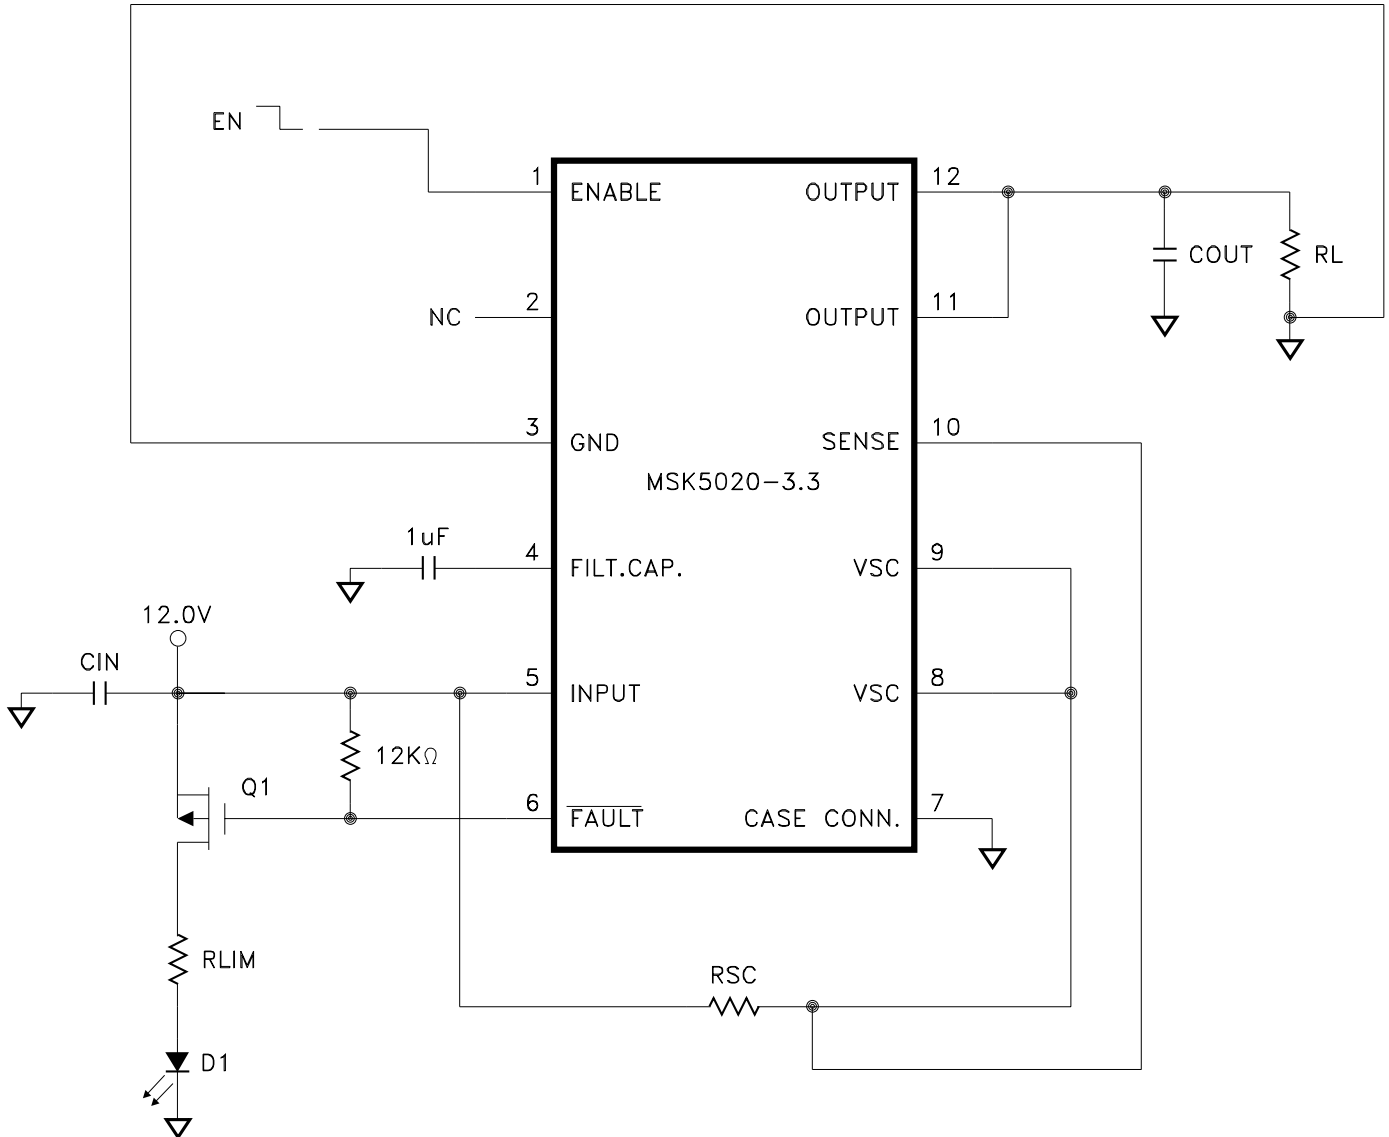 EN
1
ENABLE
OUTPUT
12
COUT
RL
2
NC
OUTPUT
11
3
GND
SENSE
10
MSK5020-3.3
1uF
4
FILT.CAP.
VSC
9
12.0V
CIN
5
INPUT
VSC
8
12KΩ
Q1
6
FAULT
CASE CONN.
7
RLIM
RSC
D1